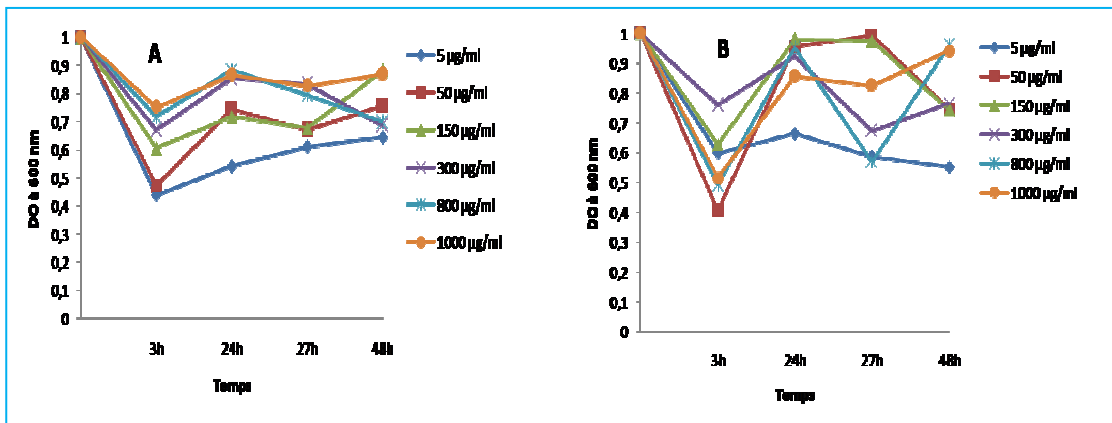 A
1
0,9
0,8
0,7
0,6
0,5
0,4
0,3
0,2
0,1
0
DO à 600 nm
3h
24h
27h
48h
Temps
5 µg/ml
50 µg/ml
150 µg/ml
300 µg/ml
800 µg/ml
1000 µg/ml
B
1
0,9
0,8
0,7
0,6
0,5
0,4
0,3
0,2
0,1
0
DO à 600 nm
3h
24h
27h
48h
Temps
5 µg/ml
50 µg/ml
150 µg/ml
300 µg/ml
800 µg/ml
1000 µg/ml